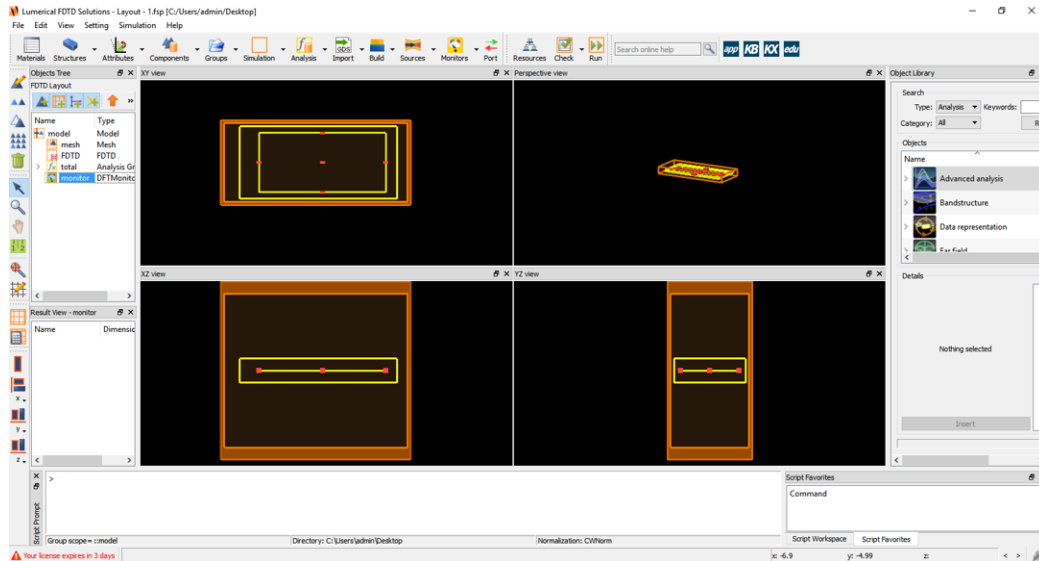 Lumerical FDTD Solutions - Layout - 1.fsp [C:/Users/admin/Desktop]
File Edit View Setting Simulation Help
Materials Structures Attributes Components Groups Simulation Analysis Import Build Sources Monitors Port Resources Check Run
GDS
Search online help
app KB KX edu
Objects Tree
FDTD Layout
Name Type
model Model
mesh Mesh
FDTD FDTD
total Analysis Gr
monitor DFTMonitc
Result View - monitor
Name Dimensic
x
y
z
XY view
Perspective view
XZ view
YZ view
Object Library
Search
Type: Analysis Keywords:
Category: All R
Objects
Name
Advanced analysis
Bandstructure
Data representation
Far field
Details
Nothing selected
Insert
Script Prompt
>
Group scope= ::model Directory: C:\Users\admin\Desktop Normalization: CWNorm
Script Favorites
Command
Script Workspace Script Favorites
Your license expires in 3 days
x: -6.9 y: -4.99 z: